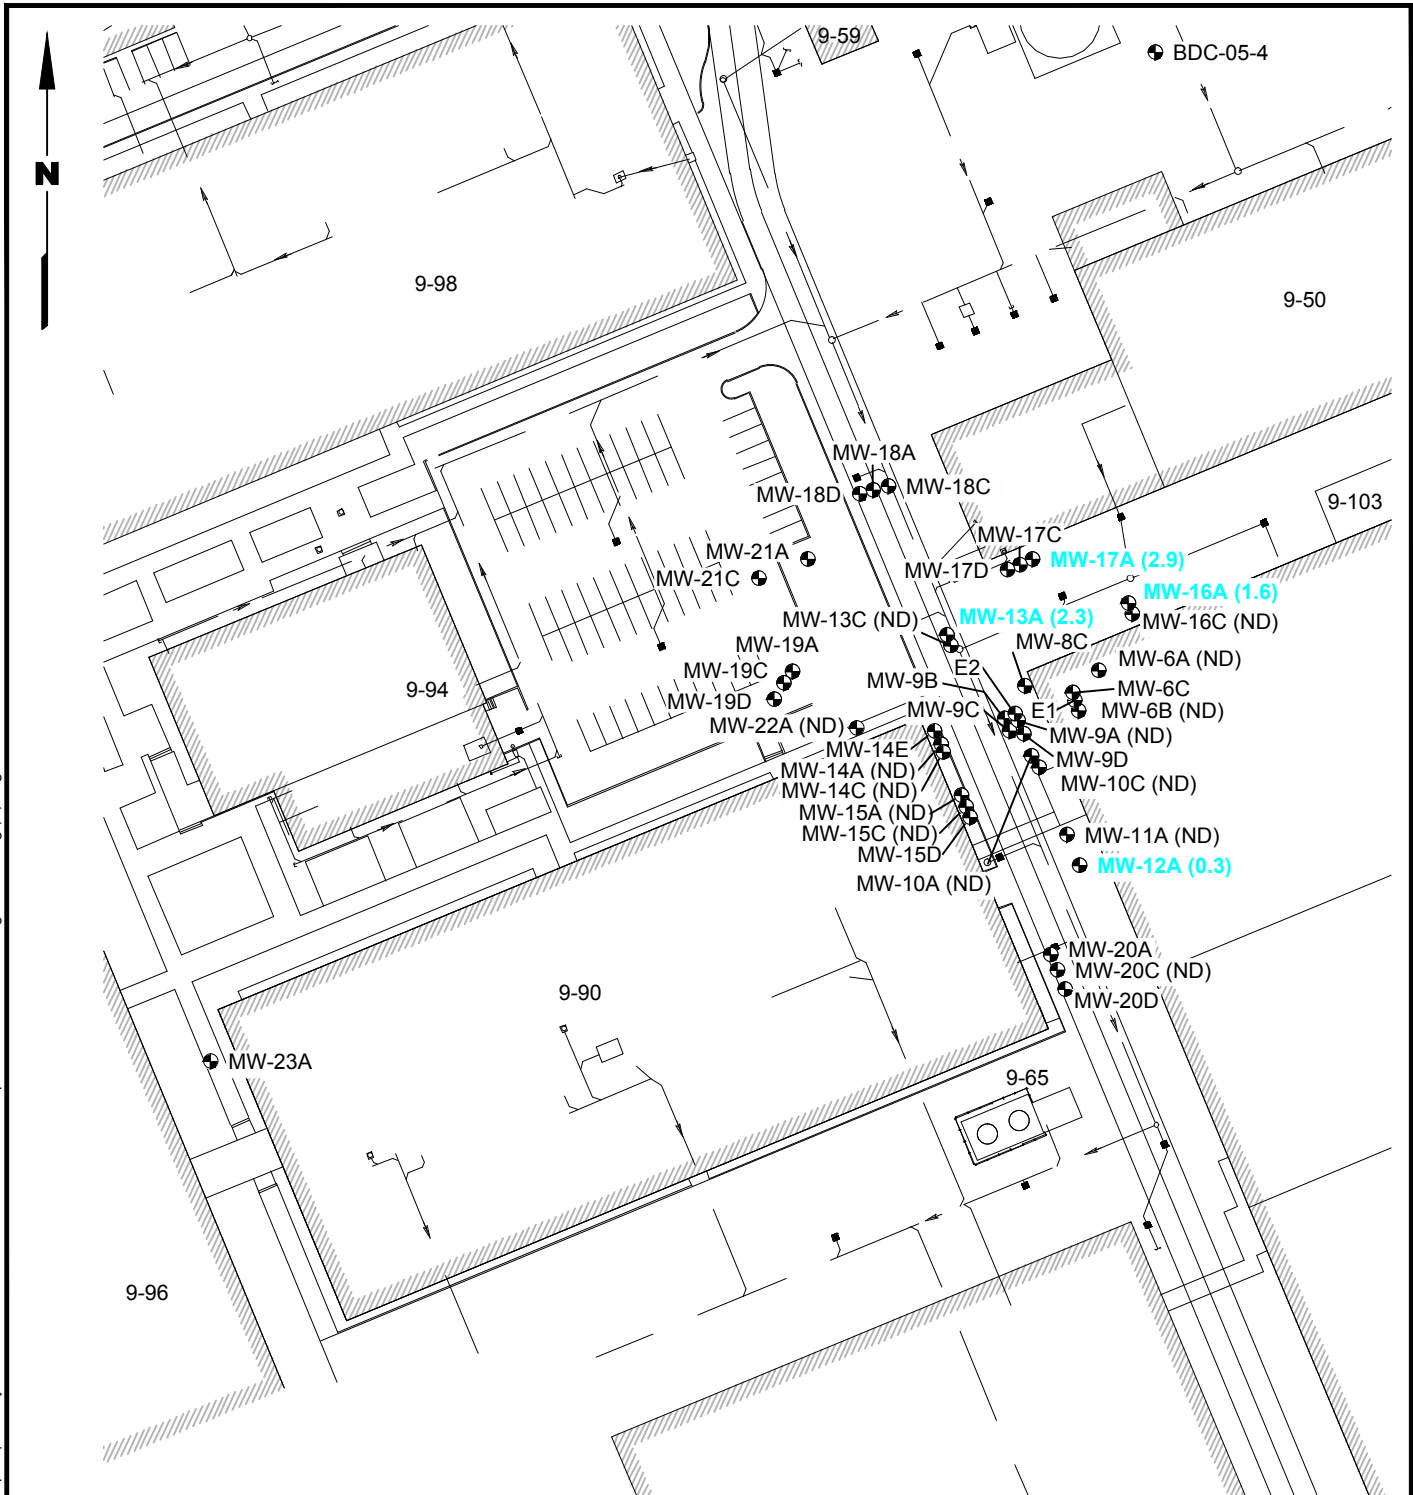 9-59
BDC-05-4
N
9-98
9-50
MW-18A
MW-18D
MW-18C
9-103
MW-17C
MW-21A
MW-17A (2.9)
MW-17D
MW-21C
MW-16A (1.6)
MW-13A (2.3)
MW-13C (ND)
MW-16C (ND)
MW-8C
MW-19A
MW-6A (ND)
E2
MW-19C
MW-9B
9-94
MW-6C
MW-19D
MW-9C
E1
MW-6B (ND)
MW-22A (ND)
MW-9A (ND)
MW-14E
MW-9D
MW-14A (ND)
MW-10C (ND)
MW-14C (ND)
MW-15A (ND)
MW-15C (ND)
MW-11A (ND)
MW-15D
MW-12A (0.3)
MW-10A (ND)
MW-20A
MW-20C (ND)
9-90
MW-20D
MW-23A
9-65
9-96